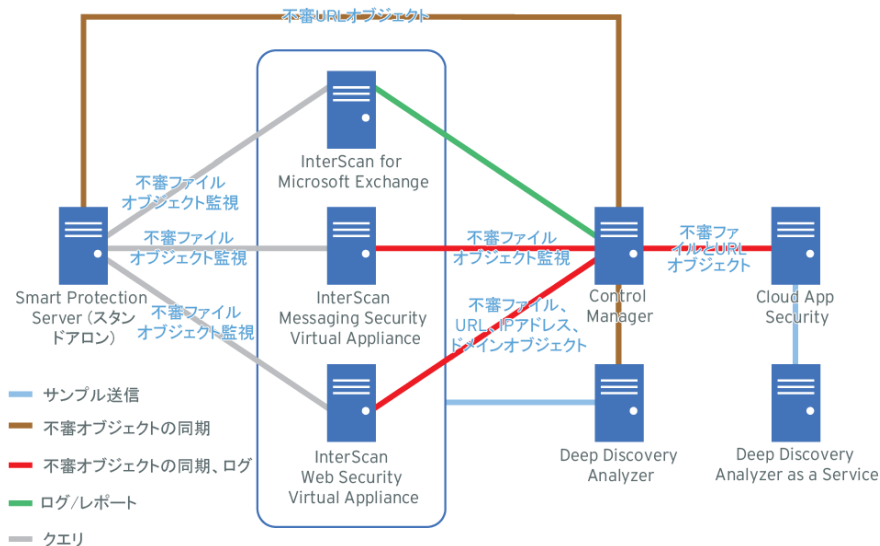 不審URLオブジェクト
InterScan for
Microsoft Exchange
不審ファイル
オブジェクト監視
不審ファイル
オブジェクト監視
不審ファイル
オブジェクト監視
不審ファイル
オブジェクト監視
不審ファ
イルとURL
オブジェクト
Smart Protection
Server (スタン
ドアロン)
InterScan
Messaging Security
Virtual Appliance
不審ファイル、
URL、IPアドレス、
ドメインオブジェクト
Control
Manager
Cloud App
Security
InterScan
Web Security
Virtual Appliance
Deep Discovery
Analyzer
Deep Discovery
Analyzer as a Service
サンプル送信
不審オブジェクトの同期
不審オブジェクトの同期、ログ
ログ/レポート
クエリ